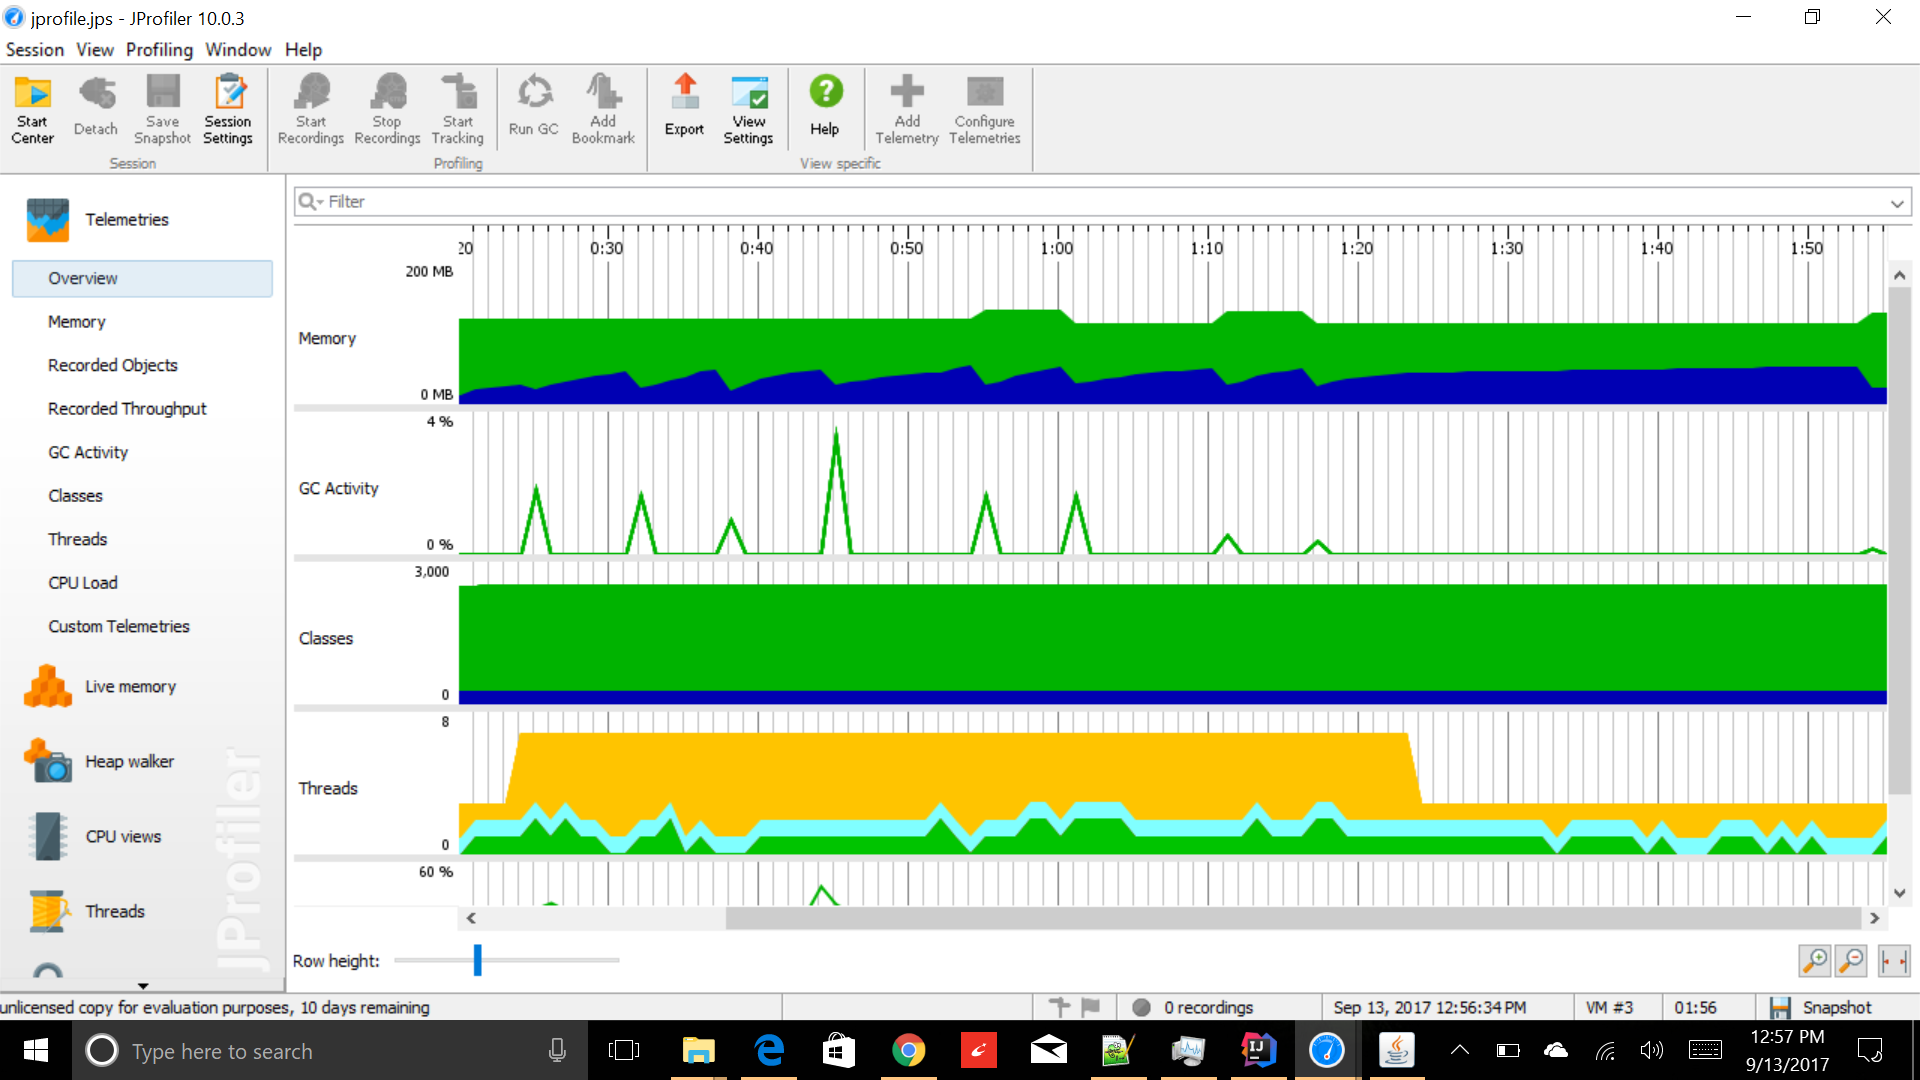 jprofile.jps - JProfiler 10.0.3
Session View Profiling Window Help
Start Center
Detach
Save Snapshot
Session Settings
Start Recordings
Stop Recordings
Start Tracking
Run GC
Add Bookmark
Export
View Settings
Help
Add Telemetry
Configure Telemetries
Session
Profiling
View specific
Telemetries
Overview
Memory
Recorded Objects
Recorded Throughput
GC Activity
Classes
Threads
CPU Load
Custom Telemetries
Live memory
Heap walker
CPU views
Threads
JProfiler
Filter
20 0:30 0:40 0:50 1:00 1:10 1:20 1:30 1:40 1:50
200 MB
Memory
0 MB
4 %
GC Activity
0 %
3,000
Classes
0
8
Threads
0
60 %
Row height:
unlicensed copy for evaluation purposes, 10 days remaining
0 recordings
Sep 13, 2017 12:56:34 PM
VM #3
01:56
Snapshot
Type here to search
IJ
12:57 PM
9/13/2017